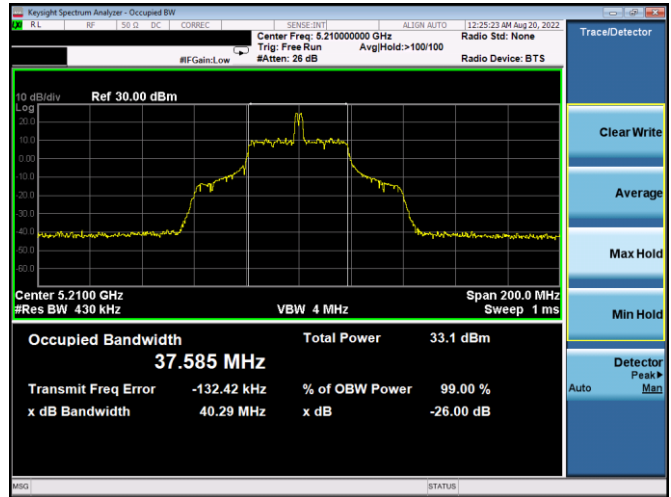 Keysight Spectrum Analyzer - Occupied BW
RL RF 50 Ω DC CORREC SENSE:INT ALIGN AUTO 12:25:23 AM Aug 20, 2022
Center Freq: 5.210000000 GHz Radio Std: None
Trig: Free Run Avg|Hold:>100/100
#IFGain:Low #Atten: 26 dB Radio Device: BTS
Trace/Detector
10 dB/div Ref 30.00 dBm
Log
20.0
10.0
0.00
-10.0
-20.0
-30.0
-40.0
-50.0
-60.0
Center 5.2100 GHz Span 200.0 MHz
#Res BW 430 kHz VBW 4 MHz Sweep 1 ms
Occupied Bandwidth Total Power 33.1 dBm
37.585 MHz
Transmit Freq Error -132.42 kHz % of OBW Power 99.00 %
x dB Bandwidth 40.29 MHz x dB -26.00 dB
Clear Write
Average
Max Hold
Min Hold
Detector
Peak▶
Auto Man
MSG STATUS